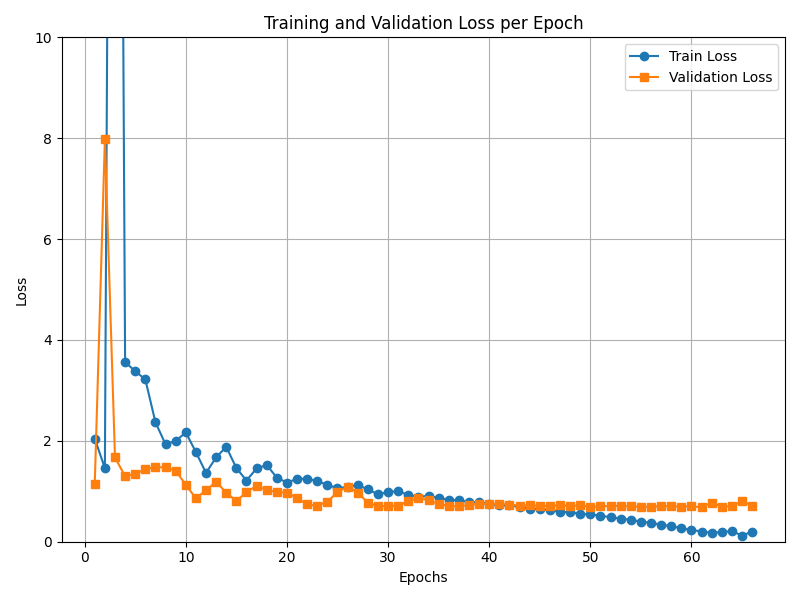 Training and Validation Loss per Epoch
Train Loss
Validation Loss
Loss
10
8
6
4
2
0
0 10 20 30 40 50 60
Epochs